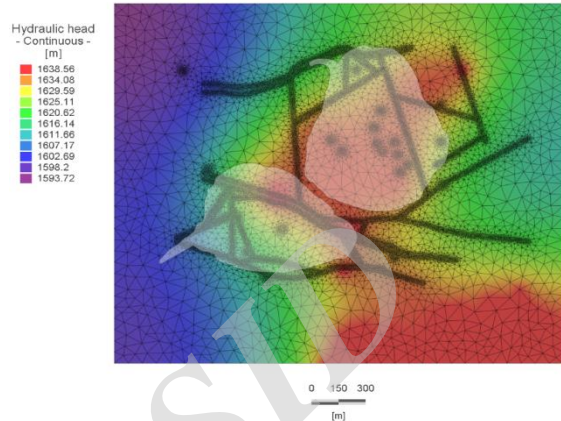 Hydraulic head
- Continuous -
[m]
1638.56
1634.08
1629.59
1625.11
1620.62
1616.14
1611.66
1607.17
1602.69
1598.2
1593.72
SID
0 150 300
[m]